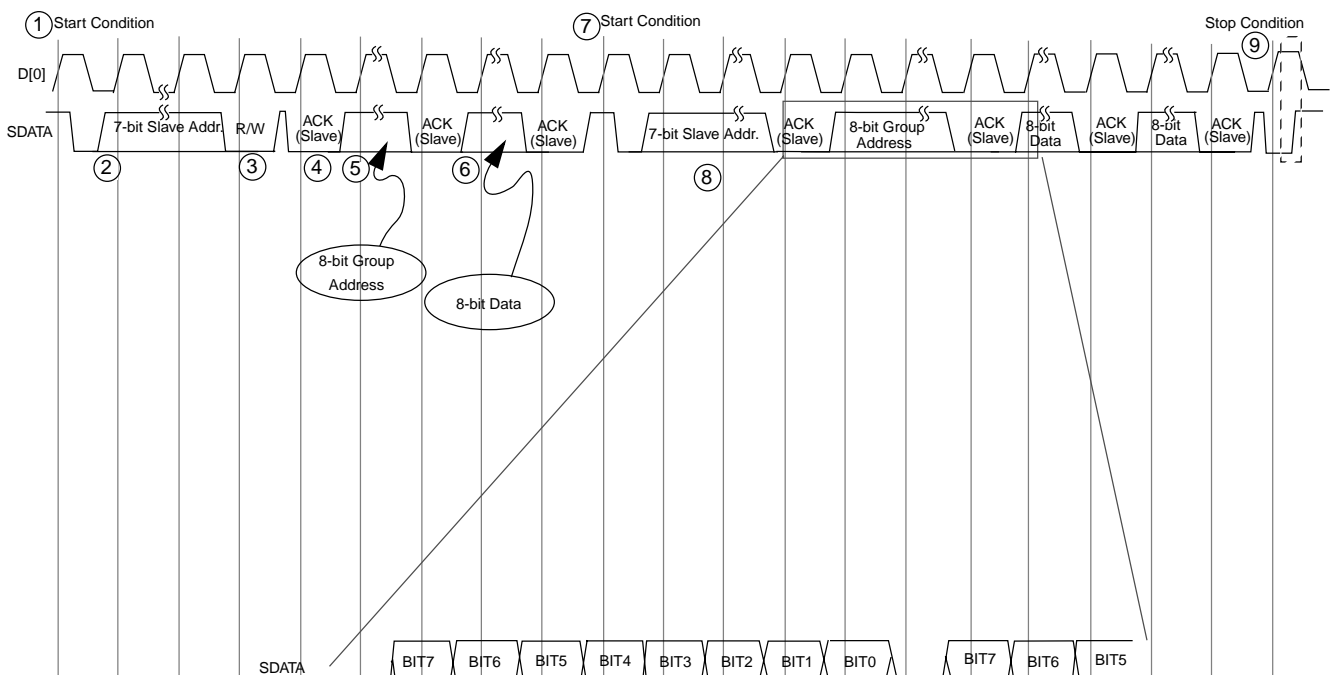 1 Start Condition
7 Start Condition
Stop Condition
9
D[0]
SDATA
7-bit Slave Addr.
R/W
ACK
(Slave)
ACK
(Slave)
ACK
(Slave)
7-bit Slave Addr.
ACK
(Slave)
8-bit Group
Address
ACK
(Slave)
8-bit
Data
ACK
(Slave)
8-bit
Data
ACK
(Slave)
2
3
4
5
6
8
8-bit Group
Address
8-bit Data
SDATA
BIT7 BIT6 BIT5 BIT4 BIT3 BIT2 BIT1 BIT0 BIT7 BIT6 BIT5